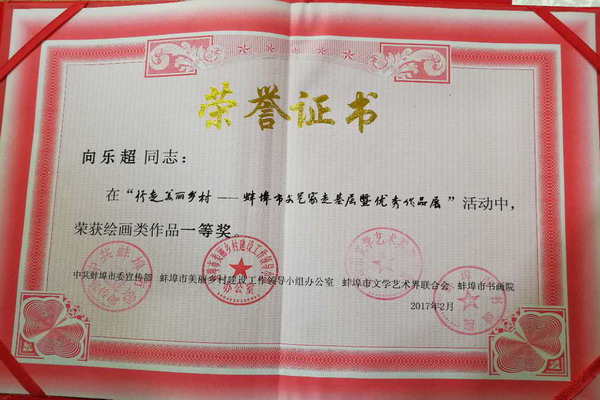 荣誉证书
向乐超 同志：
在“行走美丽乡村——蚌埠市文艺家走基层暨优秀作品展”活动中，
荣获绘画类作品一等奖。
中共蚌埠市委宣传部 蚌埠市美丽乡村建设工作领导小组办公室 蚌埠市文学艺术界联合会 蚌埠市书画院
2017年2月